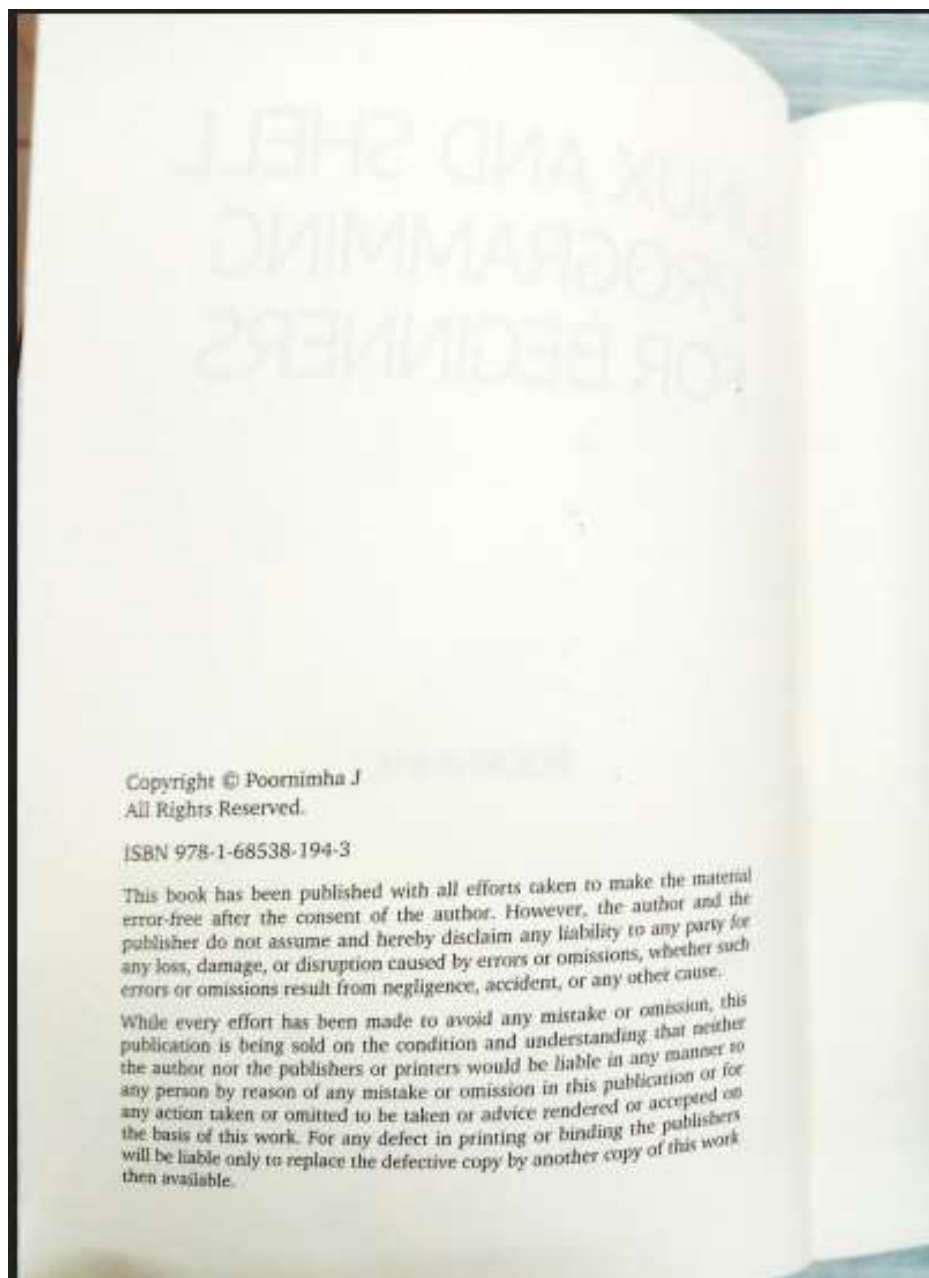 NUX AND SHELL
PROGRAMMING
FOR BEGINNERS
Copyright © Poornimha J
All Rights Reserved.
ISBN 978-1-68538-194-3
This book has been published with all efforts taken to make the material
error-free after the consent of the author. However, the author and the
publisher do not assume and hereby disclaim any liability to any party for
any loss, damage, or disruption caused by errors or omissions, whether such
errors or omissions result from negligence, accident, or any other cause.
While every effort has been made to avoid any mistake or omission, this
publication is being sold on the condition and understanding that neither
the author nor the publishers or printers would be liable in any manner to
any person by reason of any mistake or omission in this publication or for
any action taken or omitted to be taken or advice rendered or accepted on
the basis of this work. For any defect in printing or binding the publishers
will be liable only to replace the defective copy by another copy of this work
then available.